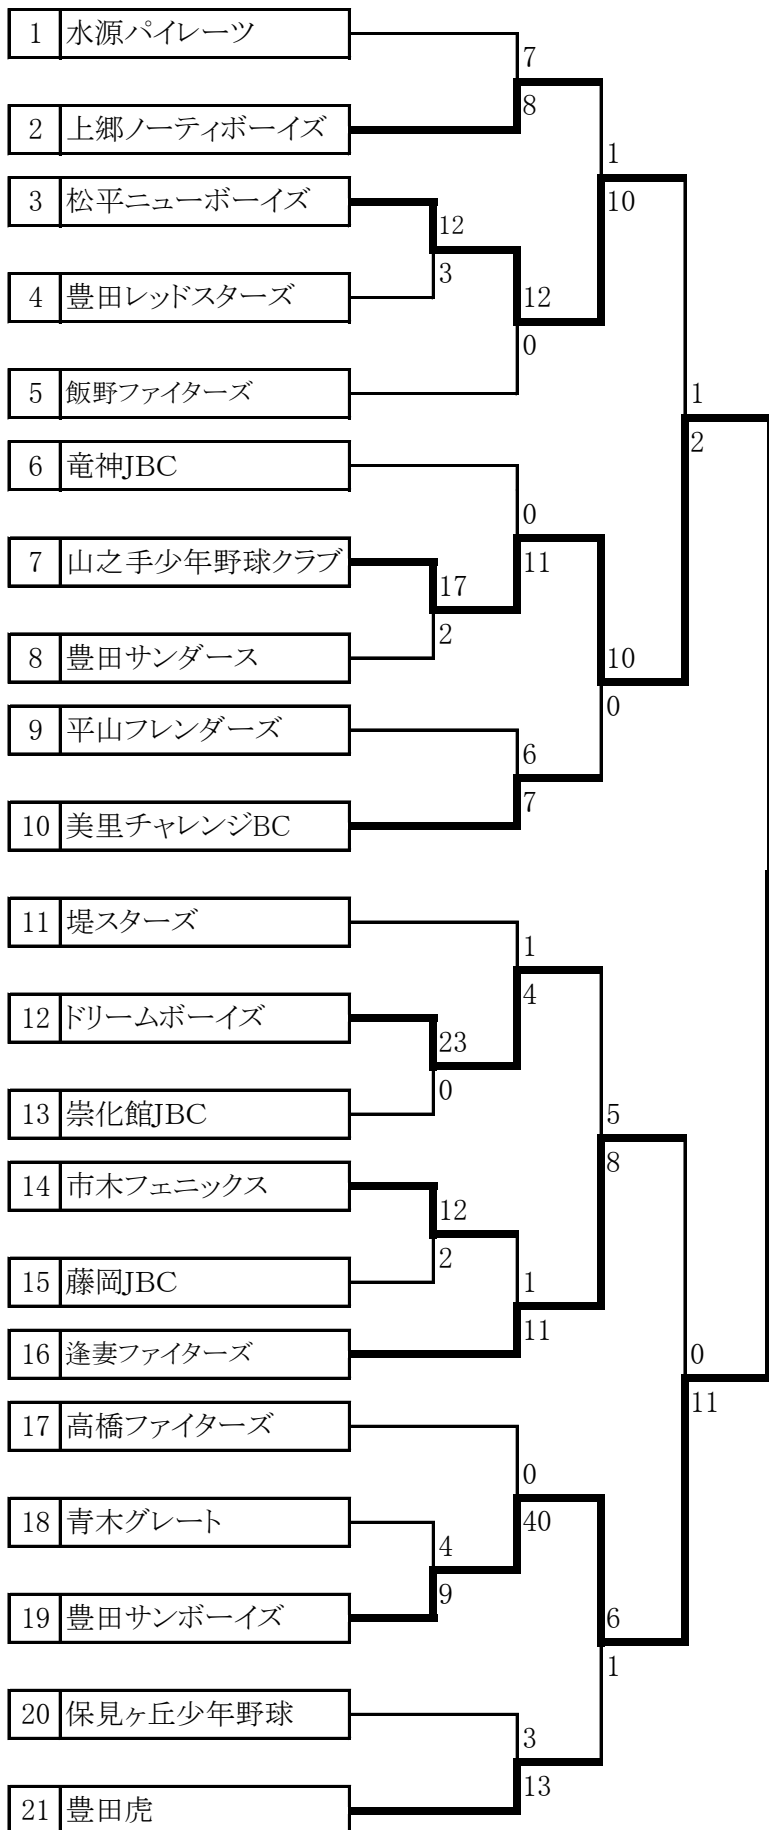 1 水源パイレーツ
7
8
2 上郷ノーティボーイズ
1
3 松平ニューボーイズ
10
12
3
4 豊田レッドスターズ
12
0
5 飯野ファイターズ
1
2
6 竜神JBC
0
7 山之手少年野球クラブ
11
17
2
8 豊田サンダース
10
0
9 平山フレンダーズ
6
7
10 美里チャレンジBC
11 堤スターズ
1
4
12 ドリームボーイズ
23
0
13 崇化館JBC
5
8
14 市木フェニックス
12
2
15 藤岡JBC
1
11
16 逢妻ファイターズ
0
11
17 高橋ファイターズ
0
40
18 青木グレート
4
9
19 豊田サンボーイズ
6
1
20 保見ヶ丘少年野球
3
13
21 豊田虎